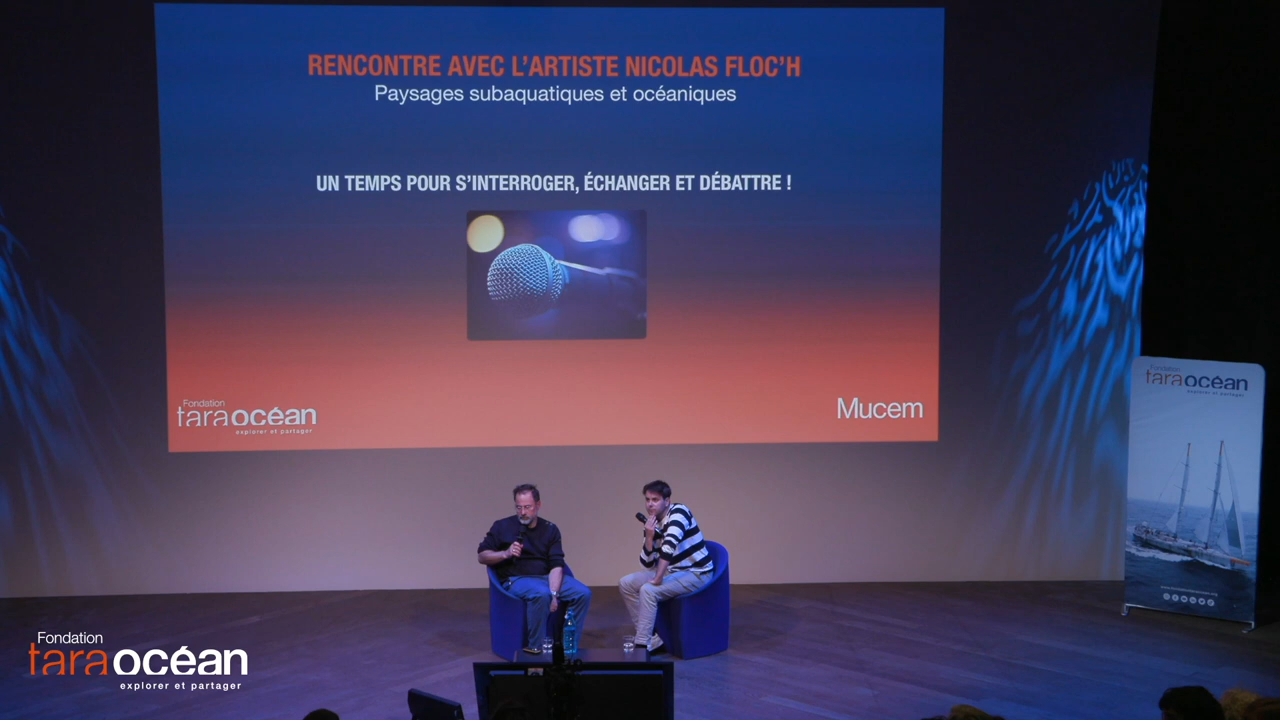 RENCONTRE AVEC L'ARTISTE NICOLAS FLOC'H
Paysages subaquatiques et océaniques
UN TEMPS POUR S'INTERROGER, ÉCHANGER ET DÉBATTRE !
Fondation
taraocéan
explorer et partager
Mucem
Fondation
taraocéan
explorer et partager
Fondation
taraocéan
explorer et partager